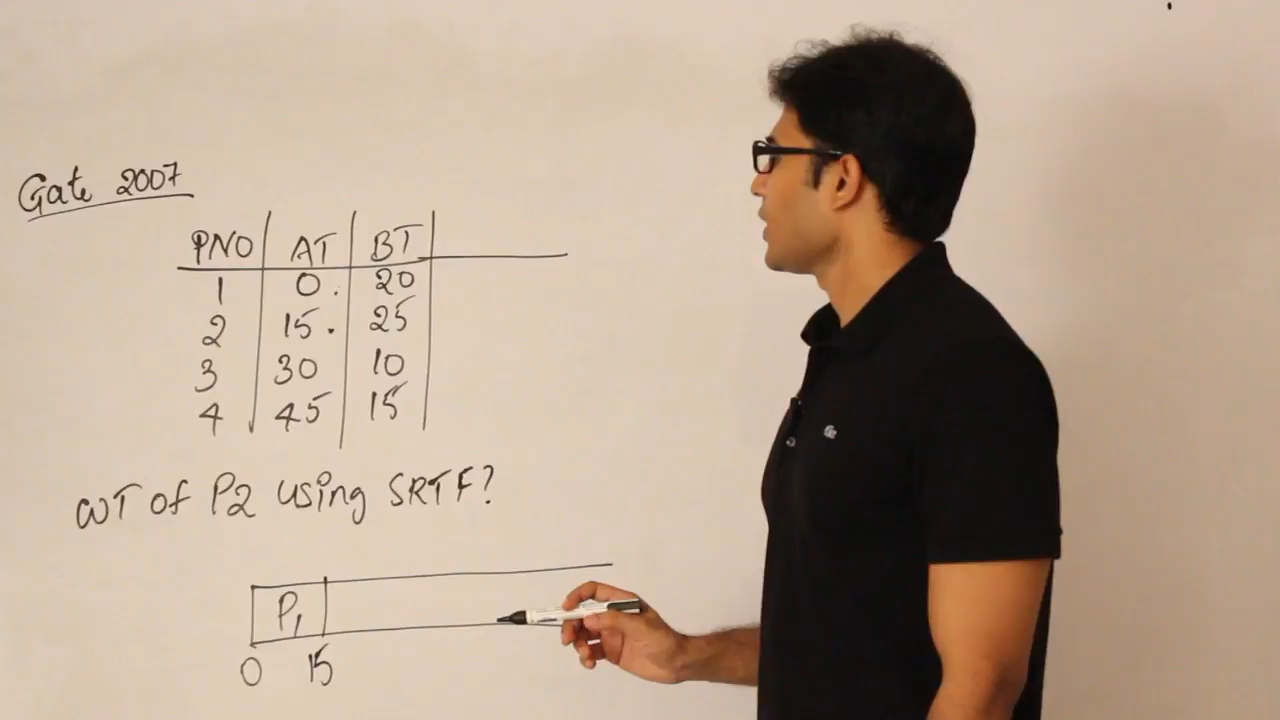 Gate 2007
PNO AT BT
1 0 20
2 15 25
3 30 10
4 45 15
WT of P2 using SRTF?
P1
0 15